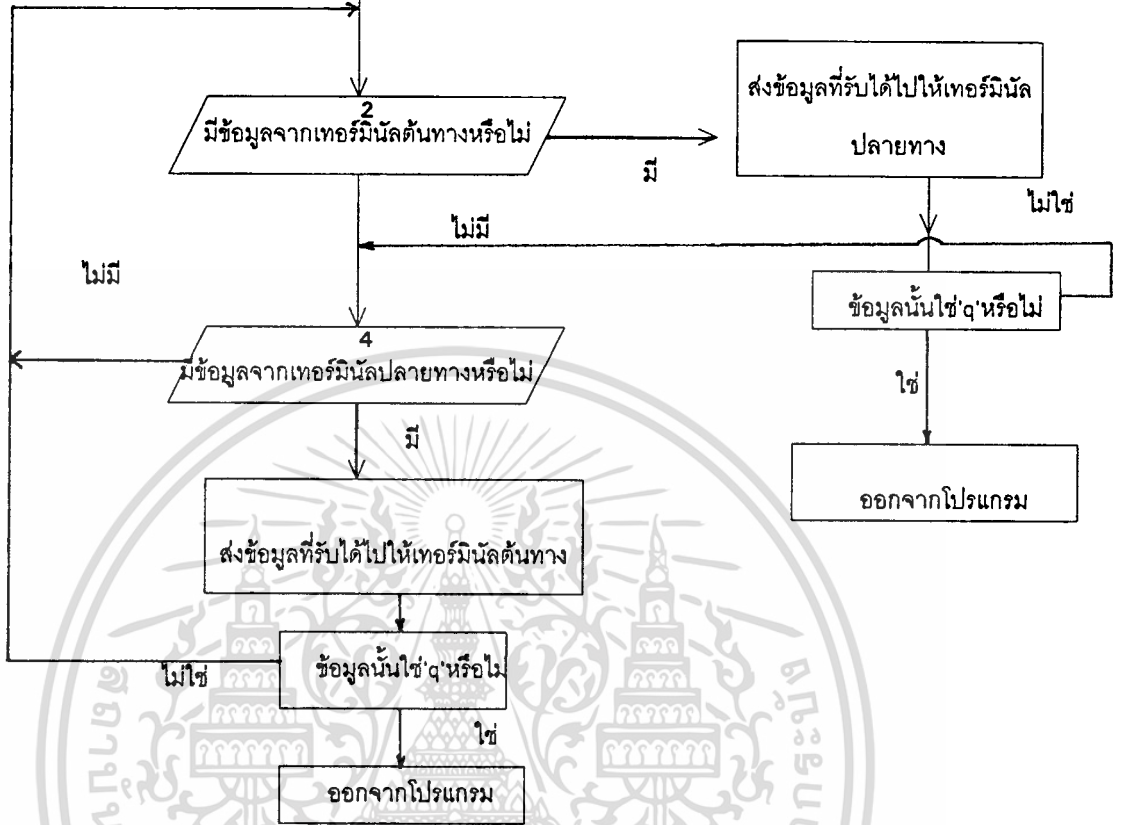 2
มีข้อมูลจากเทอร์มินัลต้นทางหรือไม่
มี
ส่งข้อมูลที่รับได้ไปให้เทอร์มินัล
ปลายทาง
ไม่ใช่
ไม่มี
ข้อมูลนั้นใช่'q'หรือไม่
ใช่
ออกจากโปรแกรม
ไม่มี
4
มีข้อมูลจากเทอร์มินัลปลายทางหรือไม่
มี
ส่งข้อมูลที่รับได้ไปให้เทอร์มินัลต้นทาง
ข้อมูลนั้นใช่'q'หรือไม่
ไม่ใช่
ใช่
ออกจากโปรแกรม